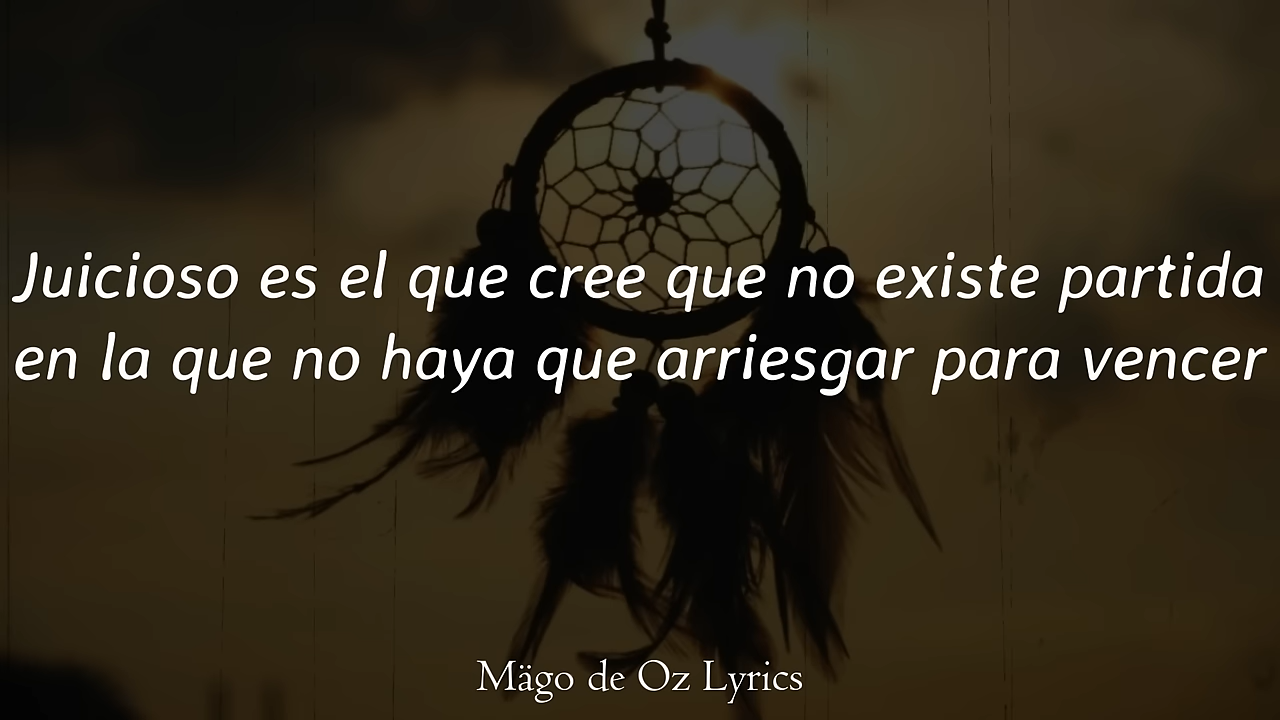 Juicioso es el que cree que no existe partida
en la que no haya que arriesgar para vencer
Mägo de Oz Lyrics